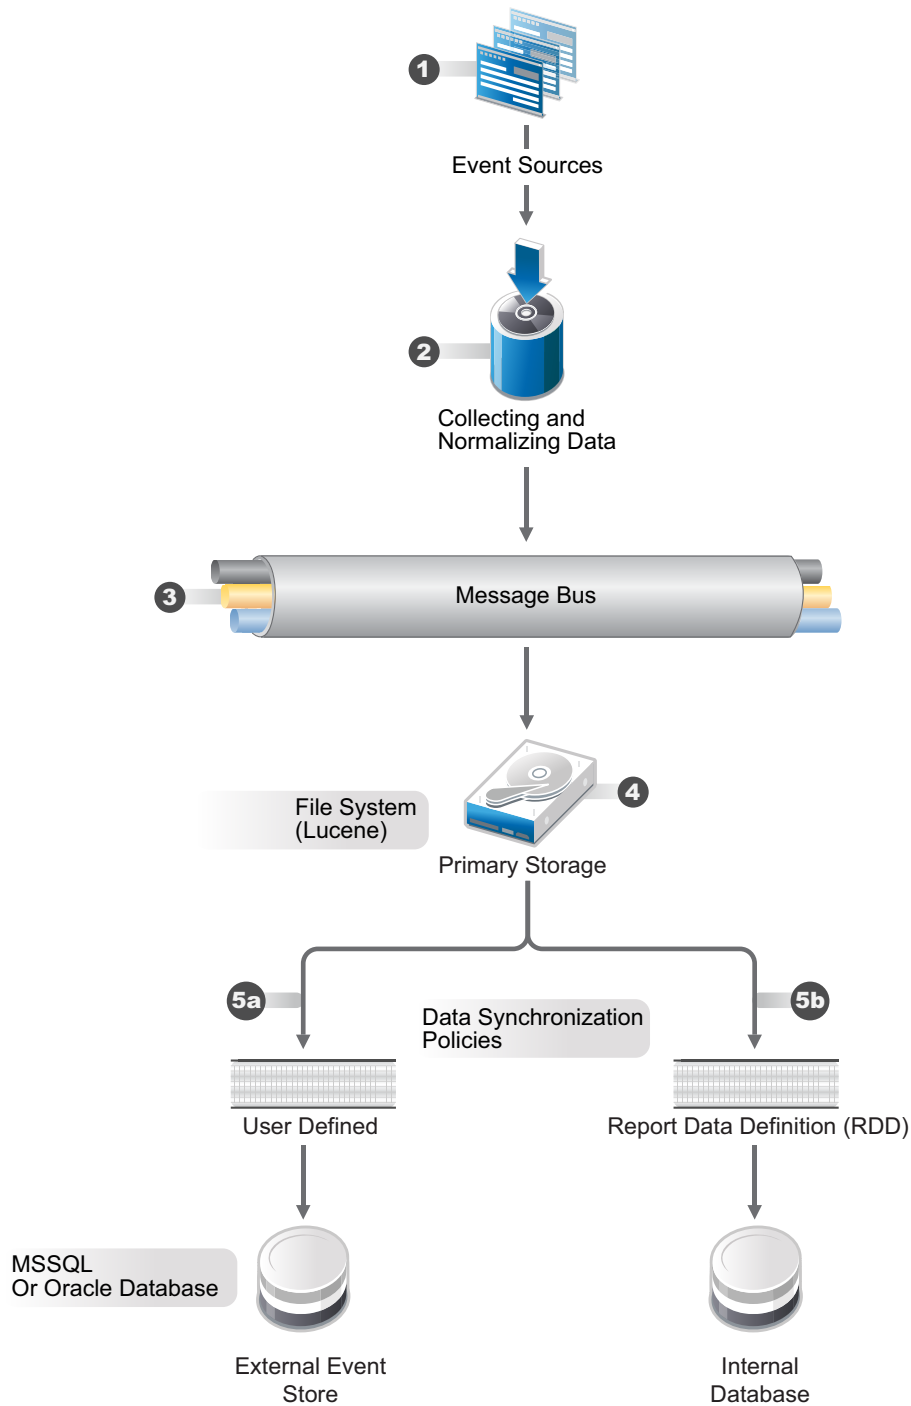 1
Event Sources
2
Collecting and
Normalizing Data
3
Message Bus
4
File System
(Lucene)
Primary Storage
5a
5b
Data Synchronization
Policies
User Defined
Report Data Definition (RDD)
MSSQL
Or Oracle Database
External Event
Store
Internal
Database